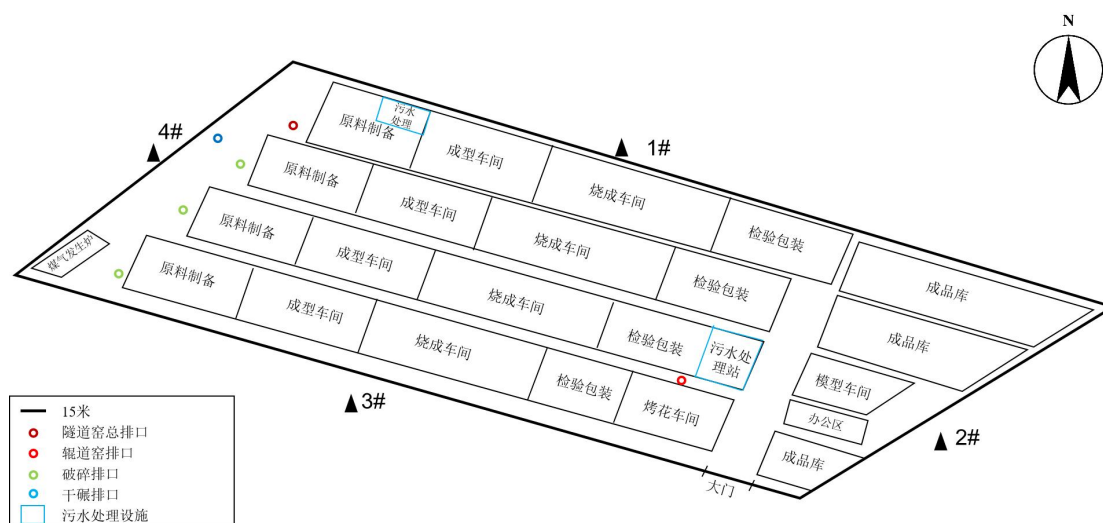 N
1#
4#
污水
处理
原料制备
成型车间
烧成车间
检验包装
原料制备
成型车间
烧成车间
检验包装
成品库
原料制备
成型车间
烧成车间
检验包装
污水处
理站
成品库
煤气发生炉
原料制备
成型车间
烧成车间
检验包装
烤花车间
模型车间
办公区
成品库
3#
2#
大门
15米
隧道窑总排口
辊道窑排口
破碎排口
干碾排口
污水处理设施